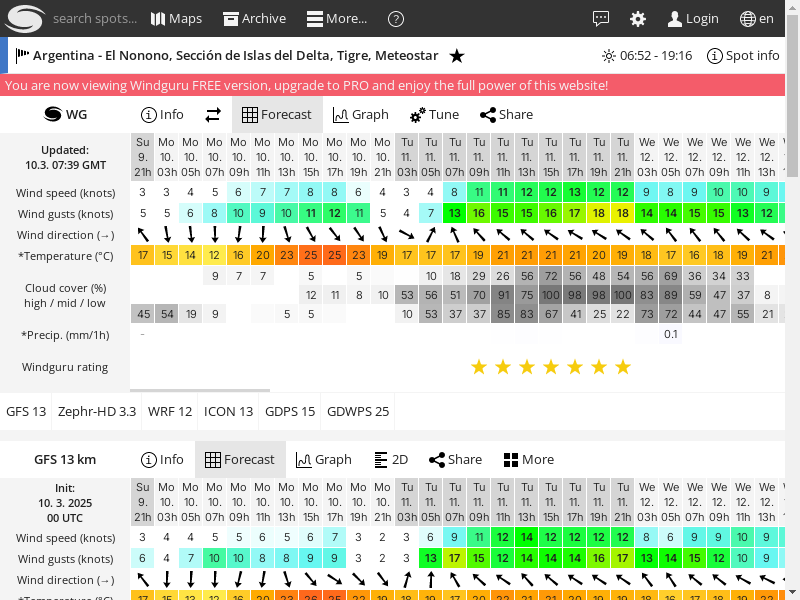 search spots... Maps Archive More... ? Login en
Argentina - El Nonono, Sección de Islas del Delta, Tigre, Meteostar ★ 06:52 - 19:16 Spot info
You are now viewing Windguru FREE version, upgrade to PRO and enjoy the full power of this website!
WG Info Forecast Graph Tune Share
Updated:
10.3. 07:39 GMT
Su Mo Mo Mo Mo Mo Mo Mo Mo Mo Mo Tu Tu Tu Tu Tu Tu Tu Tu Tu Tu We We We We We We
9. 10. 10. 10. 10. 10. 10. 10. 10. 10. 10. 11. 11. 11. 11. 11. 11. 11. 11. 11. 11. 12. 12. 12. 12. 12. 12.
21h 03h 05h 07h 09h 11h 13h 15h 17h 19h 21h 03h 05h 07h 09h 11h 13h 15h 17h 19h 21h 03h 05h 07h 09h 11h 13h
Wind speed (knots) 3 3 4 5 6 7 7 8 8 6 4 3 4 8 11 11 12 12 13 12 12 9 8 9 10 10 9
Wind gusts (knots) 5 5 6 8 10 9 10 11 12 11 5 4 7 13 16 15 15 16 17 18 18 14 14 15 15 13 12
Wind direction (→)
*Temperature (°C) 17 15 14 12 16 20 23 25 25 23 19 17 17 17 19 21 21 21 21 20 19 18 17 16 18 19 21
Cloud cover (%)
high / mid / low
9 7 7 5 5 10 18 29 26 56 72 56 48 54 56 69 36 34 33
12 11 8 10 53 56 51 70 91 75 100 98 98 100 83 89 59 47 37 8
45 54 19 9 5 5 10 53 37 37 85 83 67 41 25 22 73 72 44 47 55 21
*Precip. (mm/1h) - 0.1
Windguru rating ★ ★ ★ ★ ★ ★ ★
GFS 13 Zephr-HD 3.3 WRF 12 ICON 13 GDPS 15 GDWPS 25
GFS 13 km Info Forecast Graph 2D Share More
Init:
10. 3. 2025
00 UTC
Su Mo Mo Mo Mo Mo Mo Mo Mo Mo Mo Tu Tu Tu Tu Tu Tu Tu Tu Tu Tu We We We We We We
9. 10. 10. 10. 10. 10. 10. 10. 10. 10. 10. 11. 11. 11. 11. 11. 11. 11. 11. 11. 11. 12. 12. 12. 12. 12. 12.
21h 03h 05h 07h 09h 11h 13h 15h 17h 19h 21h 03h 05h 07h 09h 11h 13h 15h 17h 19h 21h 03h 05h 07h 09h 11h 13h
Wind speed (knots) 3 4 4 5 5 6 5 6 7 3 2 3 6 9 11 12 14 12 12 12 12 8 6 9 9 10 9
Wind gusts (knots) 6 4 7 10 10 8 8 9 9 3 2 3 13 17 15 12 14 14 14 16 17 13 14 15 12 10 9
Wind direction (→)
*Temperature (°C)